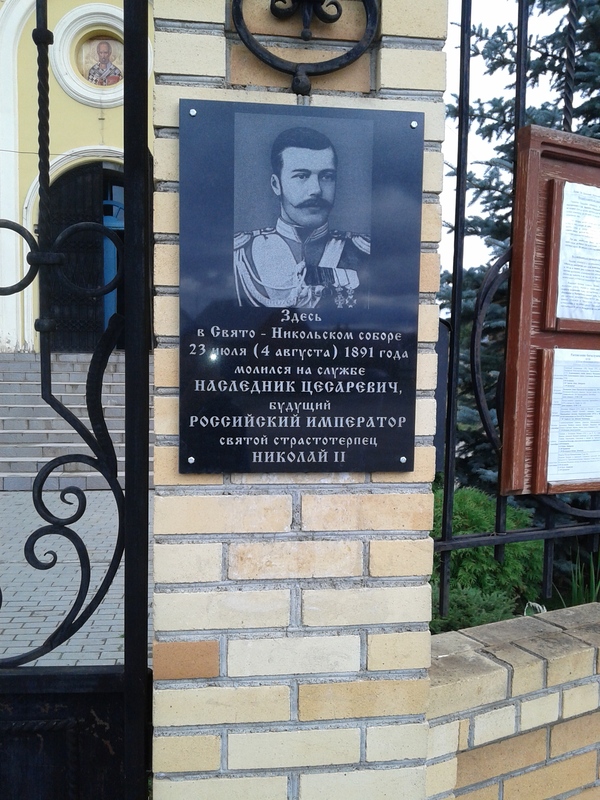 Здесь
в Свято - Никольском соборе
23 июля (4 августа) 1891 года
молился на службе
НАСЛЕДНИК ЦЕСАРЕВИЧ,
будущий
РОССИЙСКИЙ ИМПЕРАТОР
святой страстотерпец
НИКОЛАЙ II